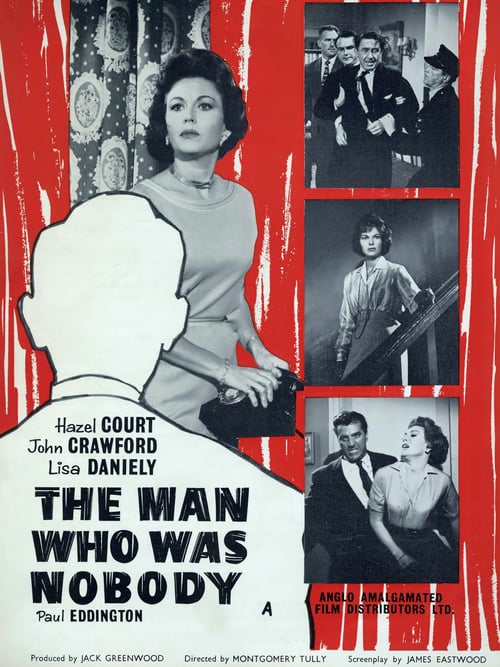 Hazel COURT
John CRAWFORD
Lisa DANIELY
THE MAN
WHO WAS
NOBODY
Paul EDDINGTON
A
ANGLO AMALGAMATED
FILM DISTRIBUTORS LTD.
Produced by JACK GREENWOOD Directed by MONTGOMERY TULLY Screenplay by JAMES EASTWOOD